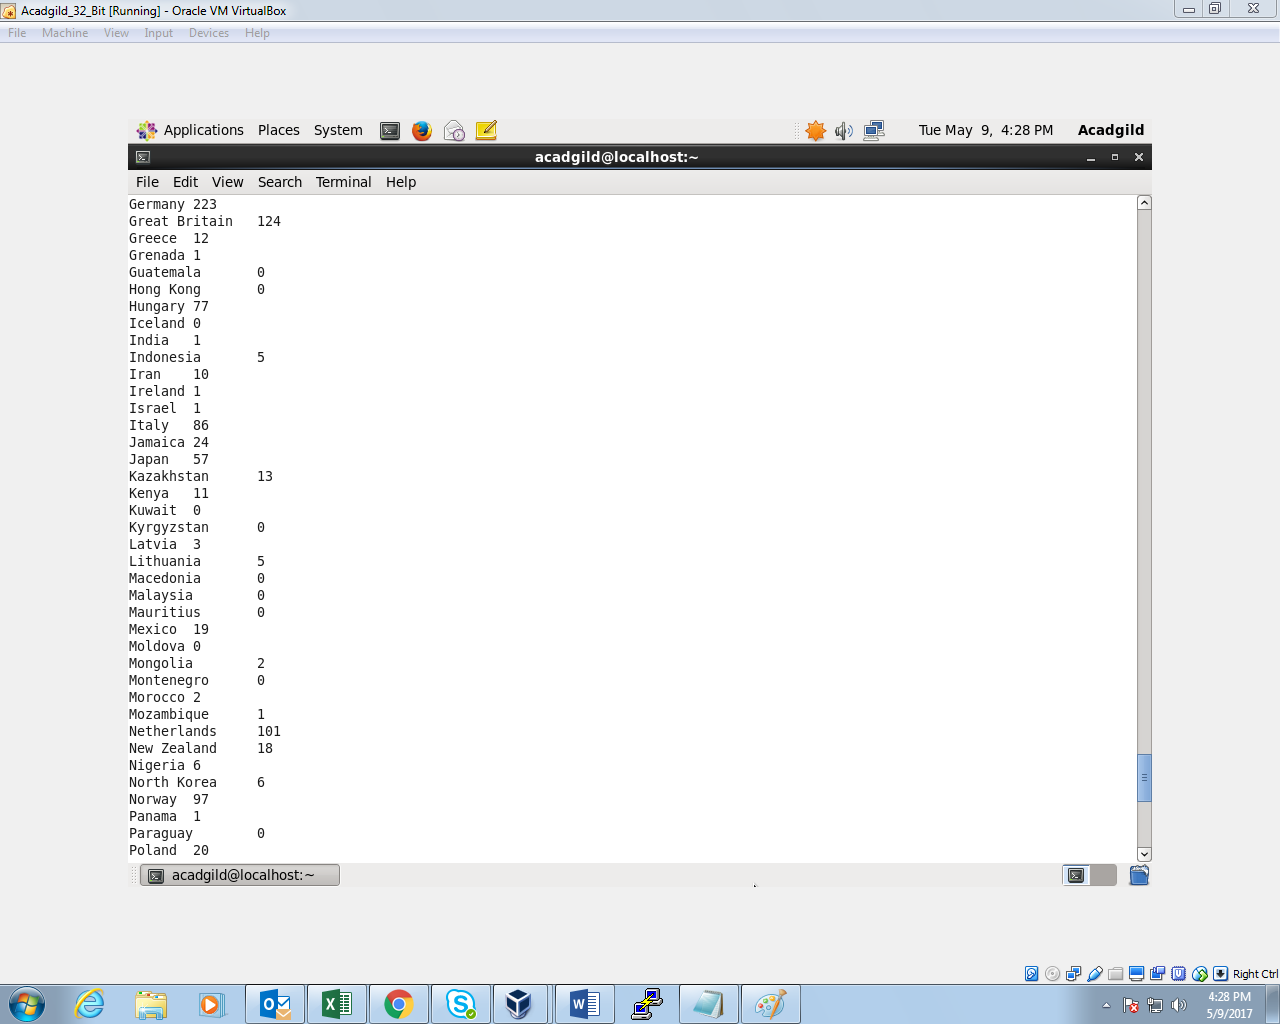 Acadgild_32_Bit [Running] - Oracle VM VirtualBox
File Machine View Input Devices Help
Applications Places System Tue May 9, 4:28 PM Acadgild
acadgild@localhost:~
File Edit View Search Terminal Help
Germany 223
Great Britain 124
Greece 12
Grenada 1
Guatemala 0
Hong Kong 0
Hungary 77
Iceland 0
India 1
Indonesia 5
Iran 10
Ireland 1
Israel 1
Italy 86
Jamaica 24
Japan 57
Kazakhstan 13
Kenya 11
Kuwait 0
Kyrgyzstan 0
Latvia 3
Lithuania 5
Macedonia 0
Malaysia 0
Mauritius 0
Mexico 19
Moldova 0
Mongolia 2
Montenegro 0
Morocco 2
Mozambique 1
Netherlands 101
New Zealand 18
Nigeria 6
North Korea 6
Norway 97
Panama 1
Paraguay 0
Poland 20
acadgild@localhost:~
Right Ctrl
4:28 PM
5/9/2017